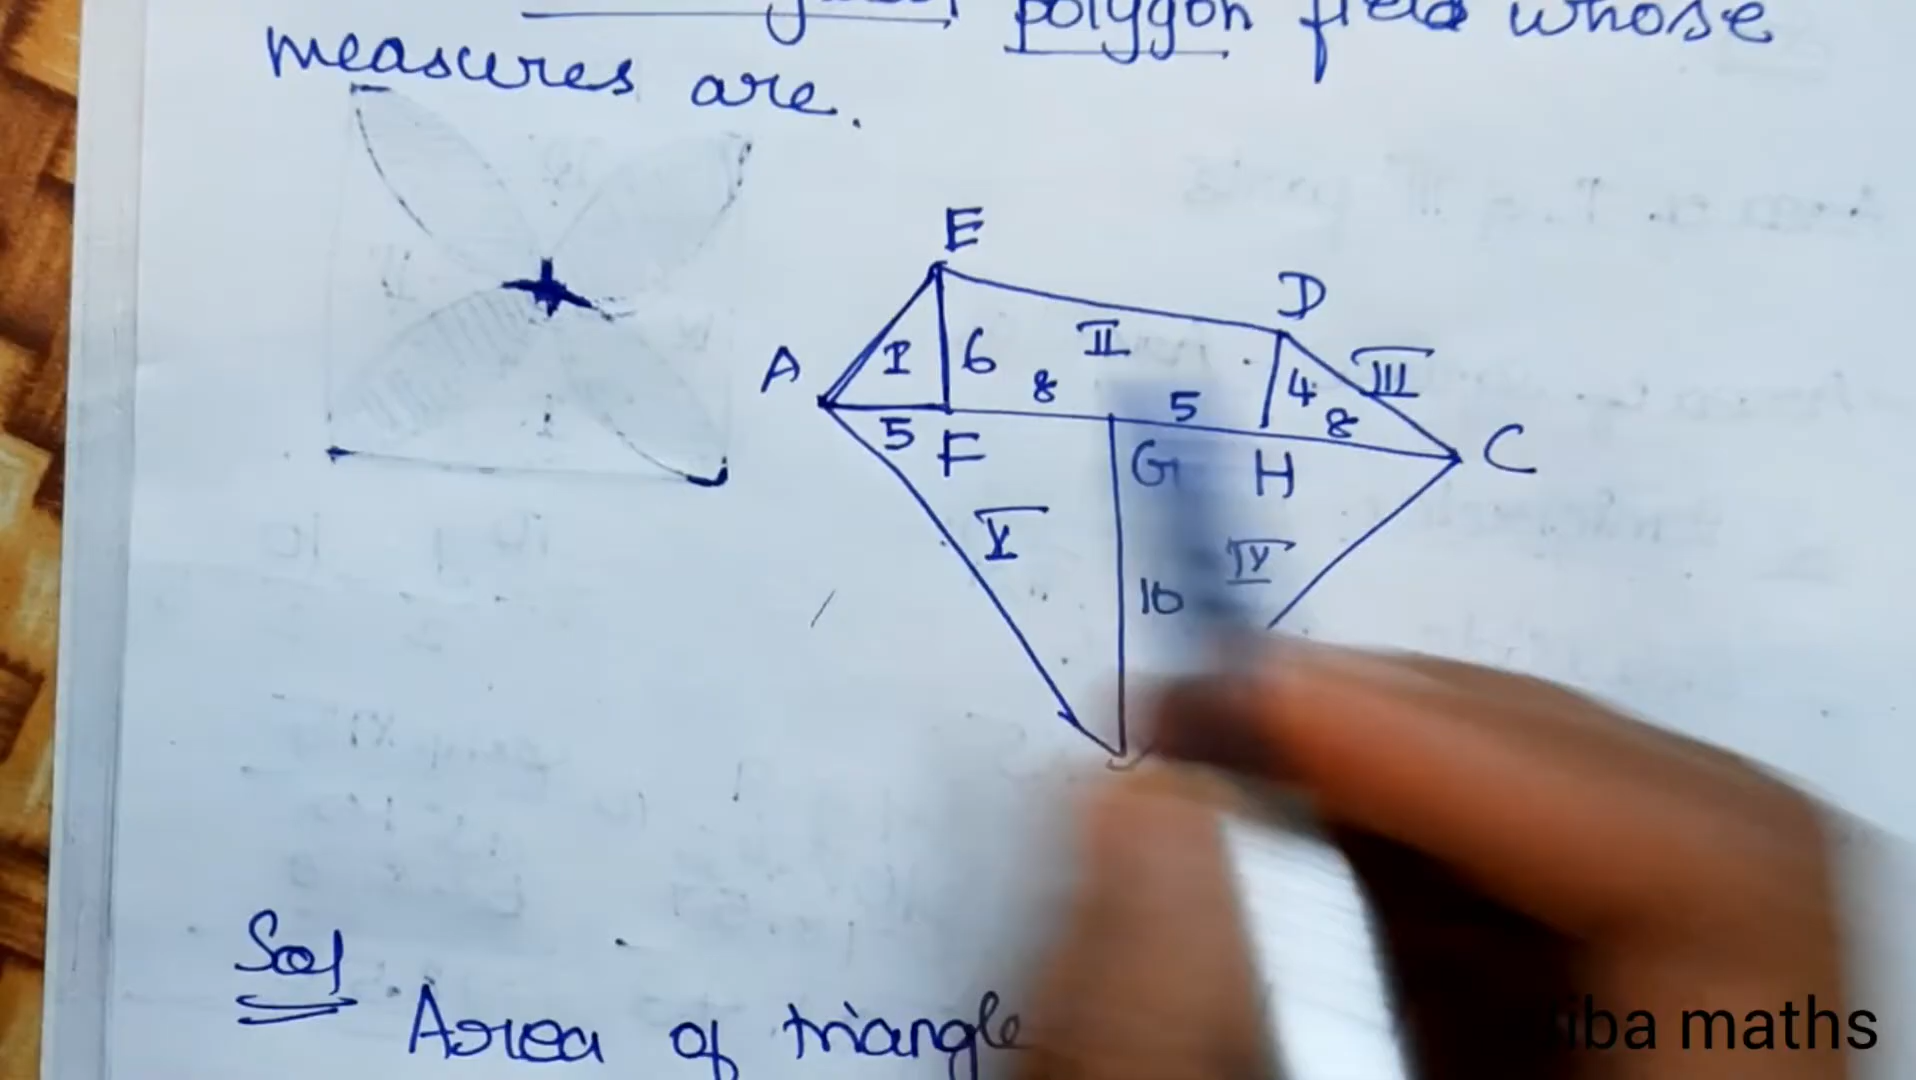 polygon field whose
measures are.
E
D
A
I
6
II
III
8
5
4
8
C
5
F
G
H
V
IV
10
Sol
Area of triangle
iba maths